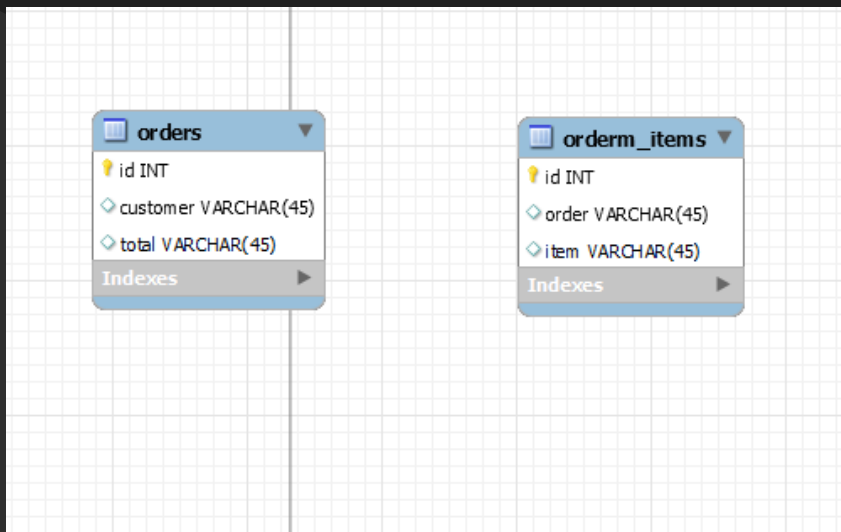 orders
id INT
customer VARCHAR(45)
total VARCHAR(45)
Indexes
orderm_items
id INT
order VARCHAR(45)
item VARCHAR(45)
Indexes